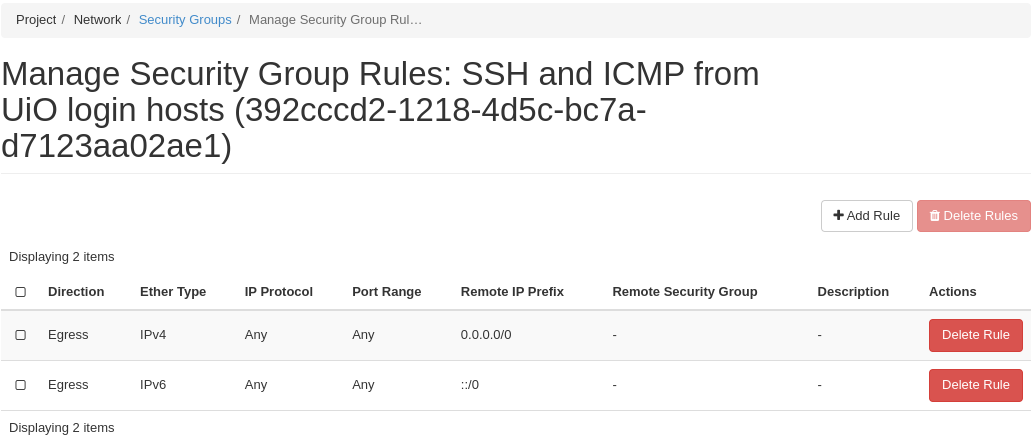 Project / Network / Security Groups / Manage Security Group Rul…
Manage Security Group Rules: SSH and ICMP from
UiO login hosts (392cccd2-1218-4d5c-bc7a-
d7123aa02ae1)
Add Rule Delete Rules
Displaying 2 items
Direction Ether Type IP Protocol Port Range Remote IP Prefix Remote Security Group Description Actions
Egress IPv4 Any Any 0.0.0.0/0 - - Delete Rule
Egress IPv6 Any Any ::/0 - - Delete Rule
Displaying 2 items